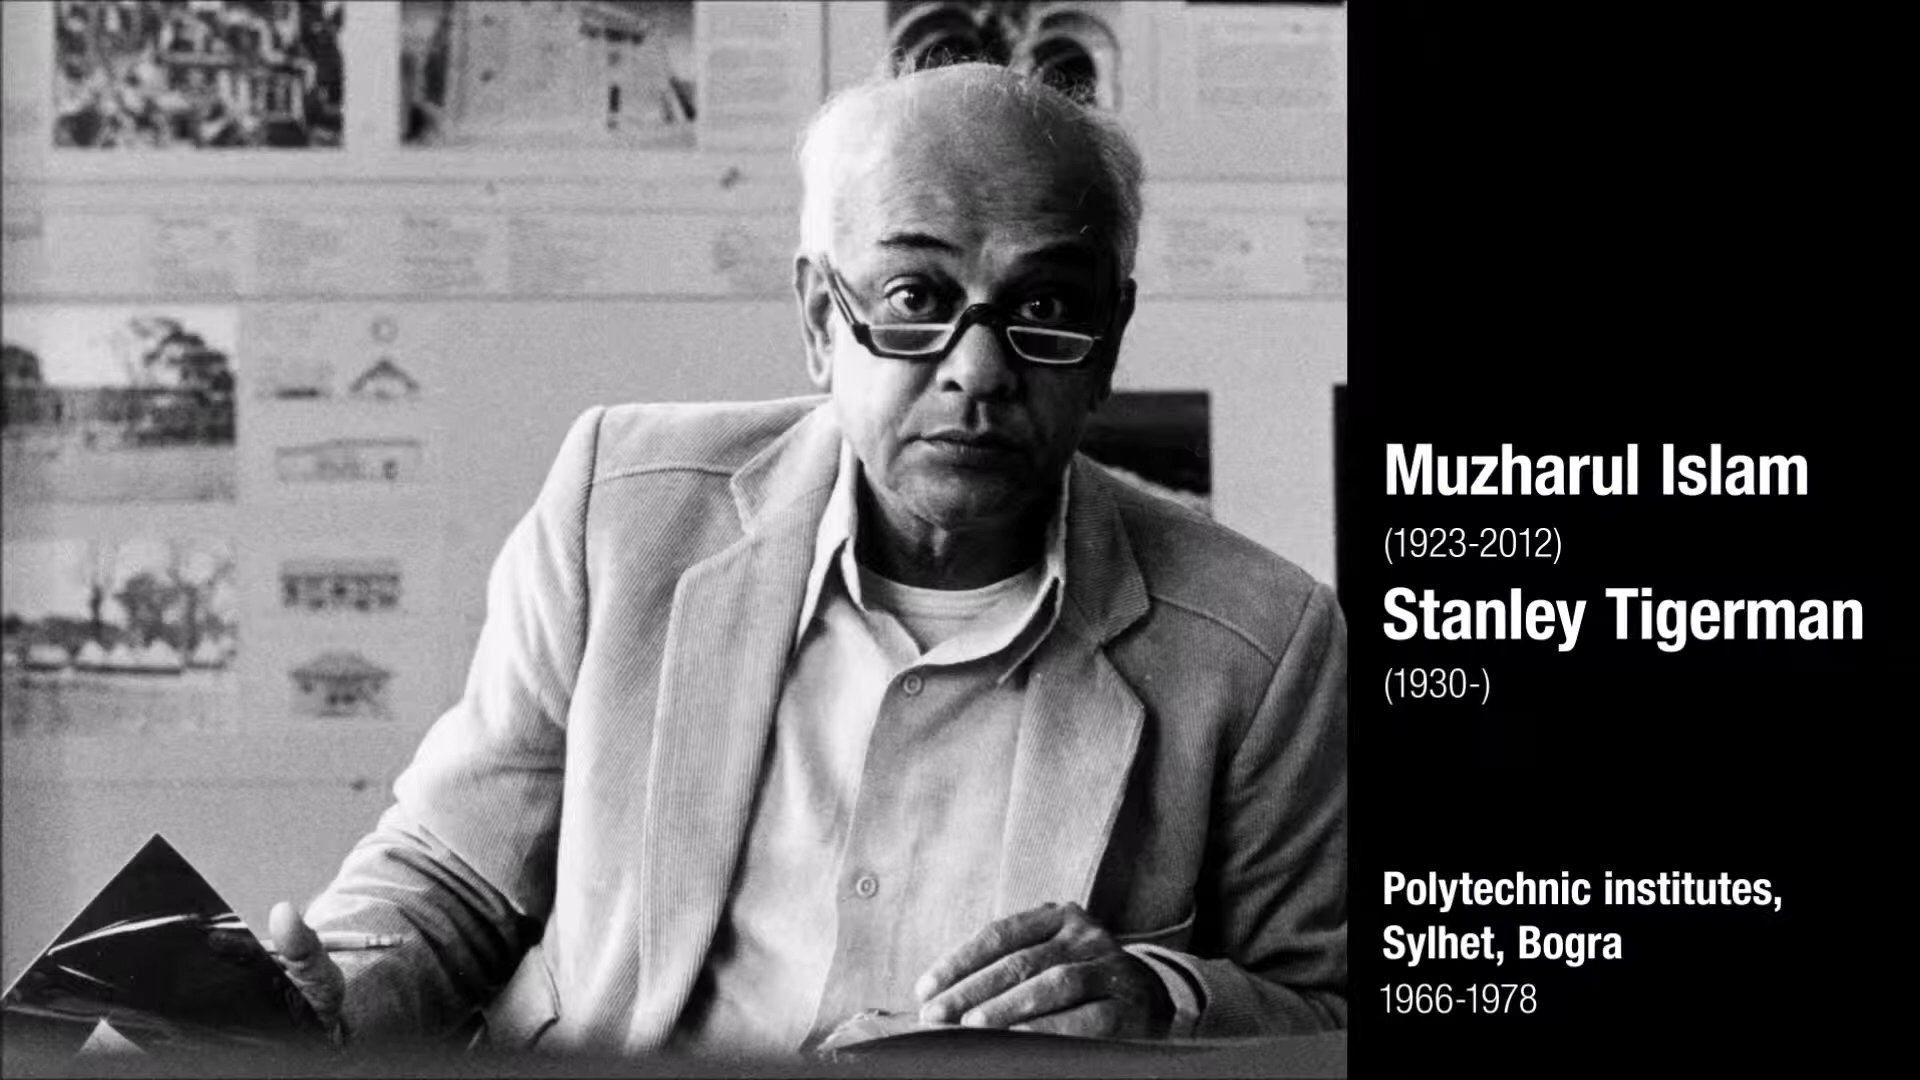 Muzharul Islam
(1923-2012)
Stanley Tigerman
(1930-)
Polytechnic institutes,
Sylhet, Bogra
1966-1978